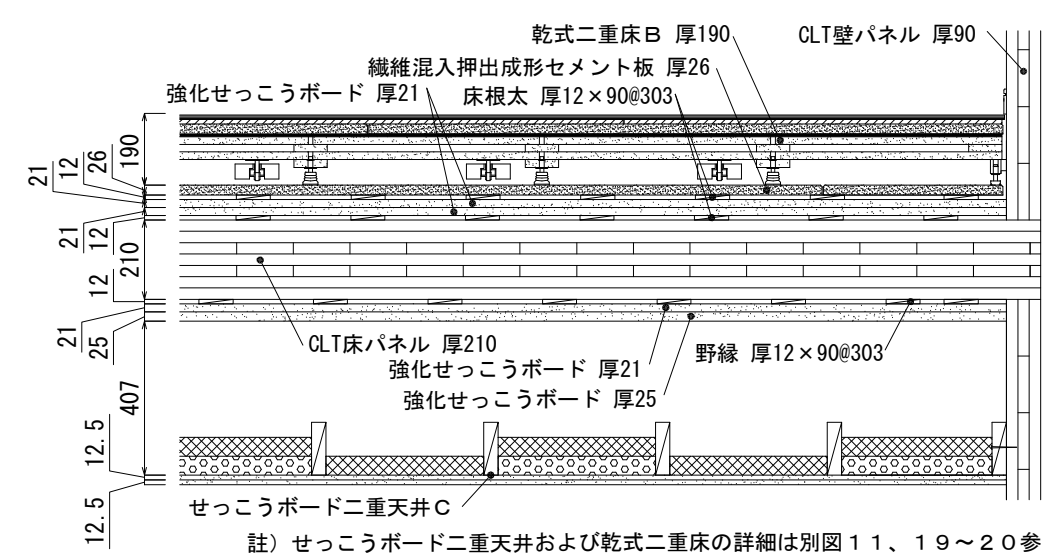 乾式二重床B 厚190
CLT壁パネル 厚90
繊維混入押出成形セメント板 厚26
強化せっこうボード 厚21
床根太 厚12×90@303
190
26
12
21
12
21
210
12
21
25
407
12.5
12.5
CLT床パネル 厚210
強化せっこうボード 厚21
野縁 厚12×90@303
強化せっこうボード 厚25
せっこうボード二重天井C
註）せっこうボード二重天井および乾式二重床の詳細は別図１１、１９～２０参